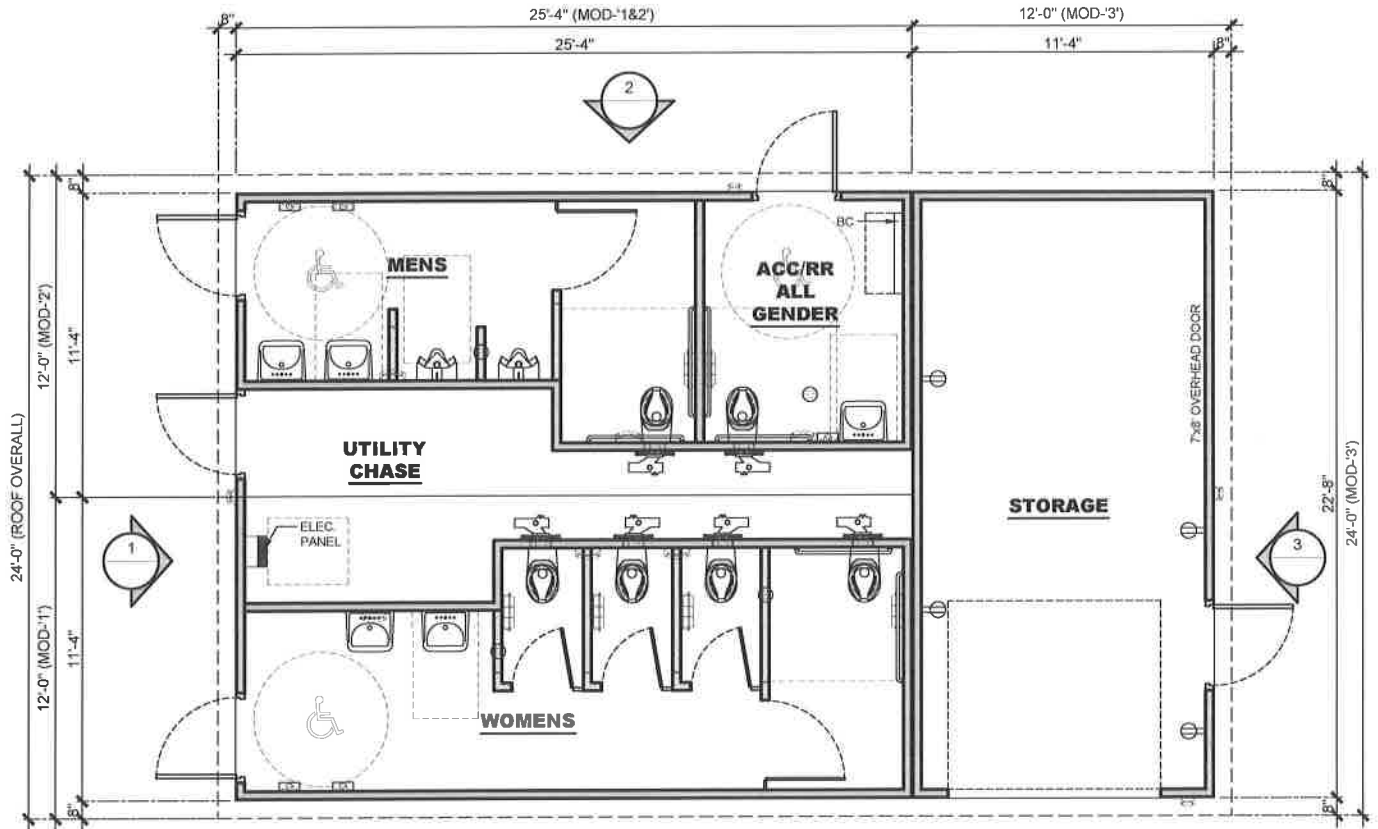 25'-4" (MOD-'1&2')
12'-0" (MOD-'3')
8"
25'-4"
11'-4"
8"
2
8"
8"
BC
MENS
ACC/RR
ALL
GENDER
12'-0" (MOD-'2')
11'-4"
7'x8' OVERHEAD DOOR
24'-0" (ROOF OVERALL)
UTILITY
CHASE
STORAGE
22'-8"
24'-0" (MOD-'3')
1
ELEC.
PANEL
3
12'-0" (MOD-'1')
11'-4"
WOMENS
8"
8"